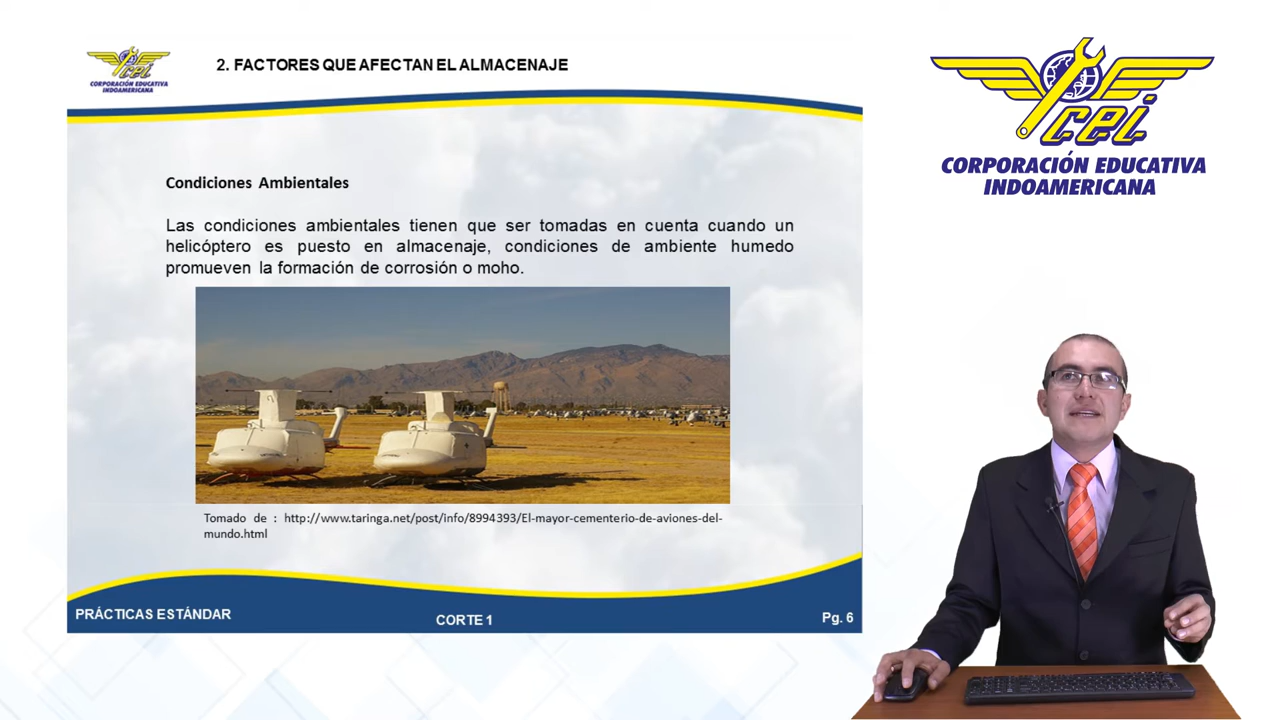 cei
CORPORACIÓN EDUCATIVA
INDOAMERICANA
2. FACTORES QUE AFECTAN EL ALMACENAJE
cei
CORPORACIÓN EDUCATIVA
INDOAMERICANA
Condiciones Ambientales
Las condiciones ambientales tienen que ser tomadas en cuenta cuando un
helicóptero es puesto en almacenaje, condiciones de ambiente humedo
promueven la formación de corrosión o moho.
Tomado de : http://www.taringa.net/post/info/8994393/El-mayor-cementerio-de-aviones-del-
mundo.html
PRÁCTICAS ESTÁNDAR
CORTE 1
Pg. 6